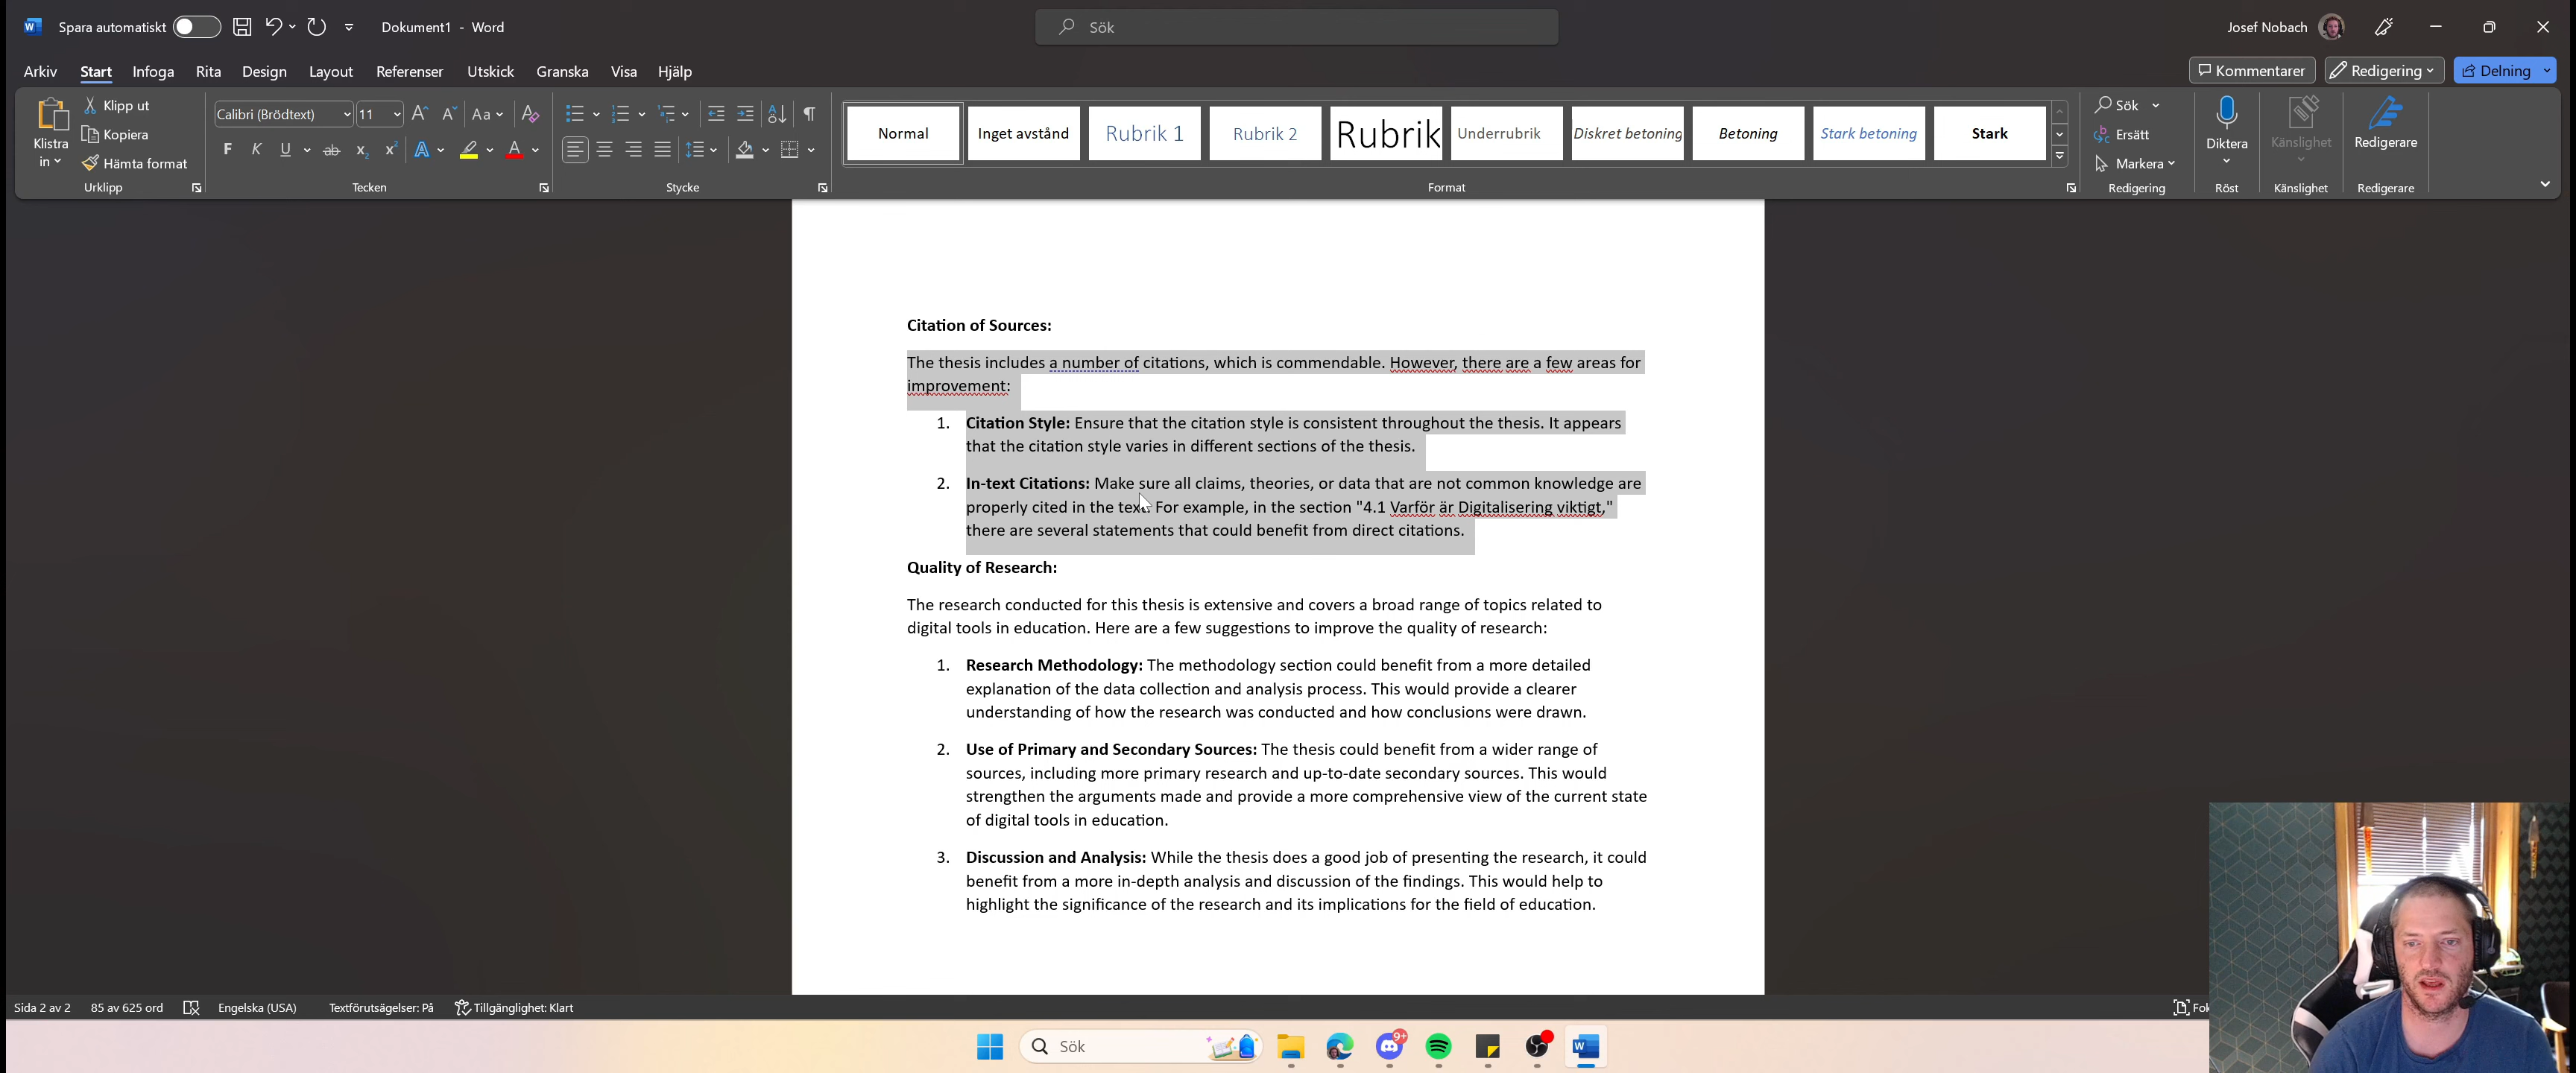 Spara automatiskt
Dokument1 - Word
Sök
Josef Nobach
Arkiv Start Infoga Rita Design Layout Referenser Utskick Granska Visa Hjälp
Kommentarer Redigering Delning
Klistra in
Klipp ut
Kopiera
Hämta format
Urklipp
Calibri (Brödtext) 11
Aa
F K U ab x₂ x² A A
Tecken
Stycke
Normal
Inget avstånd
Rubrik 1
Rubrik 2
Rubrik
Underrubrik
Diskret betoning
Betoning
Stark betoning
Stark
Format
Sök
Ersätt
Markera
Redigering
Diktera
Röst
Känslighet
Känslighet
Redigerare
Redigerare
Citation of Sources:
The thesis includes a number of citations, which is commendable. However, there are a few areas for
improvement:
1. Citation Style: Ensure that the citation style is consistent throughout the thesis. It appears
that the citation style varies in different sections of the thesis.
2. In-text Citations: Make sure all claims, theories, or data that are not common knowledge are
properly cited in the text. For example, in the section "4.1 Varför är Digitalisering viktigt,"
there are several statements that could benefit from direct citations.
Quality of Research:
The research conducted for this thesis is extensive and covers a broad range of topics related to
digital tools in education. Here are a few suggestions to improve the quality of research:
1. Research Methodology: The methodology section could benefit from a more detailed
explanation of the data collection and analysis process. This would provide a clearer
understanding of how the research was conducted and how conclusions were drawn.
2. Use of Primary and Secondary Sources: The thesis could benefit from a wider range of
sources, including more primary research and up-to-date secondary sources. This would
strengthen the arguments made and provide a more comprehensive view of the current state
of digital tools in education.
3. Discussion and Analysis: While the thesis does a good job of presenting the research, it could
benefit from a more in-depth analysis and discussion of the findings. This would help to
highlight the significance of the research and its implications for the field of education.
Sida 2 av 2 85 av 625 ord Engelska (USA) Textförutsägelser: På Tillgänglighet: Klart
Fok
Sök
9+